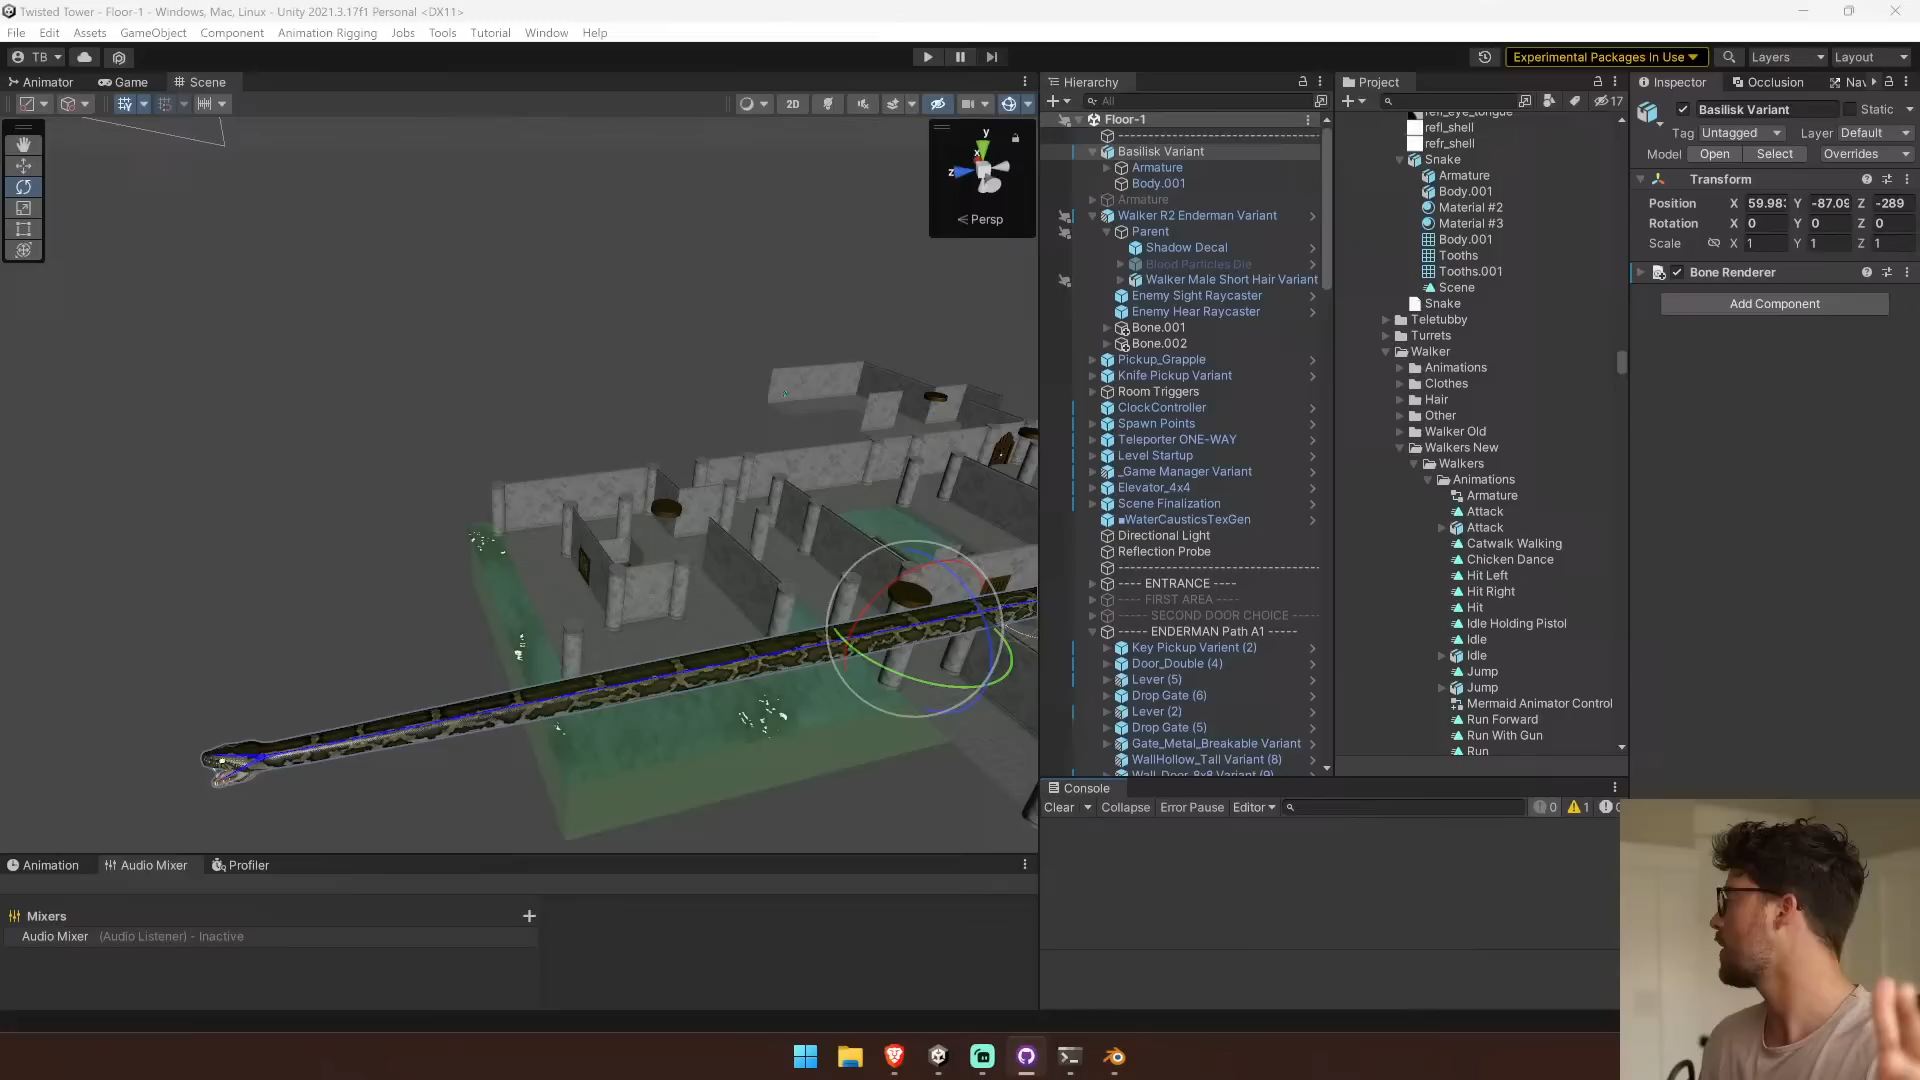 Twisted Tower - Floor-1 - Windows, Mac, Linux - Unity 2021.3.17f1 Personal <DX11>
File Edit Assets GameObject Component Animation Rigging Jobs Tools Tutorial Window Help
TB
Experimental Packages In Use
Layers
Layout
Animator Game Scene
2D
y
x
z
Persp
Hierarchy
All
Floor-1
Basilisk Variant
Armature
Body.001
Armature
Walker R2 Enderman Variant
Parent
Shadow Decal
Blood Particles Die
Walker Male Short Hair Variant
Enemy Sight Raycaster
Enemy Hear Raycaster
Bone.001
Bone.002
Pickup_Grapple
Knife Pickup Variant
Room Triggers
ClockController
Spawn Points
Teleporter ONE-WAY
Level Startup
_Game Manager Variant
Elevator_4x4
Scene Finalization
■WaterCausticsTexGen
Directional Light
Reflection Probe
---- ENTRANCE ----
---- FIRST AREA ----
----- SECOND DOOR CHOICE -----
----- ENDERMAN Path A1 -----
Key Pickup Varient (2)
Door_Double (4)
Lever (5)
Drop Gate (6)
Lever (2)
Drop Gate (5)
Gate_Metal_Breakable Variant
WallHollow_Tall Variant (8)
Wall_Door_8x8 Variant (9)
Project
17
refl_eye_tongue
refl_shell
refr_shell
Snake
Armature
Body.001
Material #2
Material #3
Body.001
Tooths
Tooths.001
Scene
Snake
Teletubby
Turrets
Walker
Animations
Clothes
Hair
Other
Walker Old
Walkers New
Walkers
Animations
Armature
Attack
Attack
Catwalk Walking
Chicken Dance
Hit Left
Hit Right
Hit
Idle Holding Pistol
Idle
Idle
Jump
Jump
Mermaid Animator Control
Run Forward
Run With Gun
Run
Inspector Occlusion Nav
Basilisk Variant Static
Tag Untagged Layer Default
Model Open Select Overrides
Transform
Position X 59.983 Y -87.09 Z -289
Rotation X 0 Y 0 Z 0
Scale X 1 Y 1 Z 1
Bone Renderer
Add Component
Console
Clear Collapse Error Pause Editor 0 1
Animation Audio Mixer Profiler
Mixers
Audio Mixer (Audio Listener) - Inactive